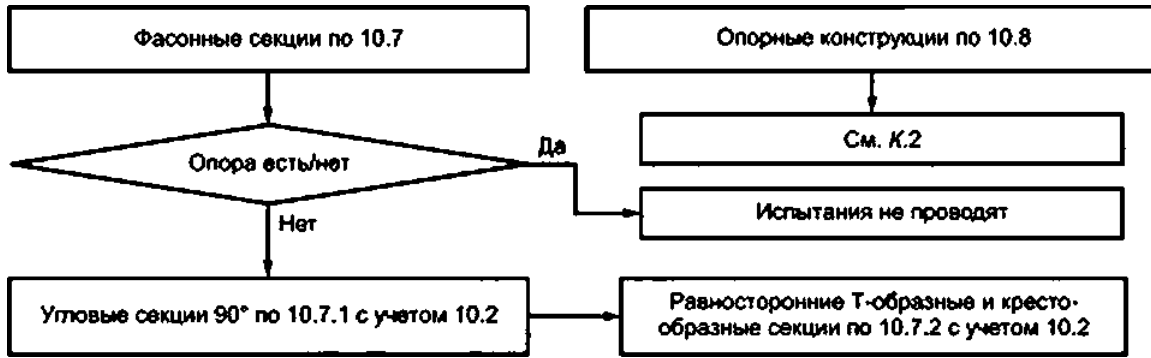 Фасонные секции по 10.7
Опорные конструкции по 10.8
См. К.2
Опора есть/нет
Да
Испытания не проводят
Нет
Угловые секции 90° по 10.7.1 с учетом 10.2
Равносторонние Т-образные и кресто-
образные секции по 10.7.2 с учетом 10.2